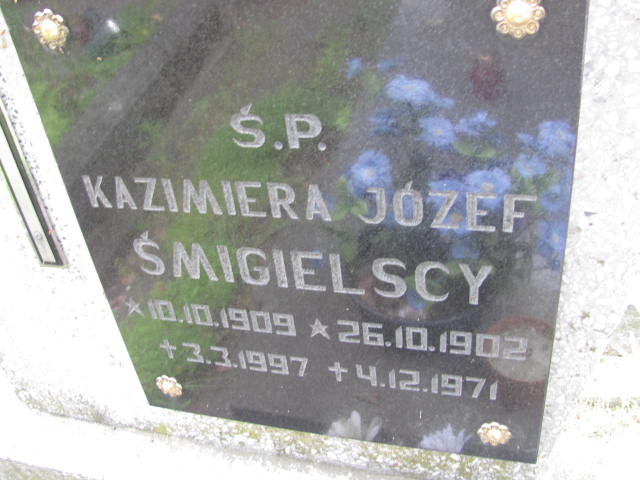 Ś.P.
KAZIMIERA JÓZEF
ŚMIGIELSCY
★10.10.1909 ★26.10.1902
+3.3.1997 +4.12.1971